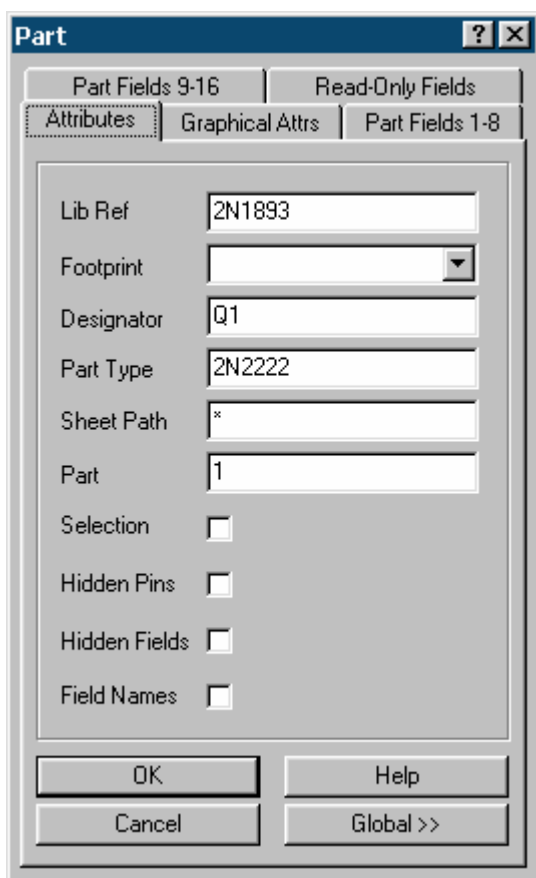 Part
Part Fields 9-16 Read-Only Fields
Attributes Graphical Attrs Part Fields 1-8
Lib Ref 2N1893
Footprint
Designator Q1
Part Type 2N2222
Sheet Path *
Part 1
Selection
Hidden Pins
Hidden Fields
Field Names
OK Help
Cancel Global >>